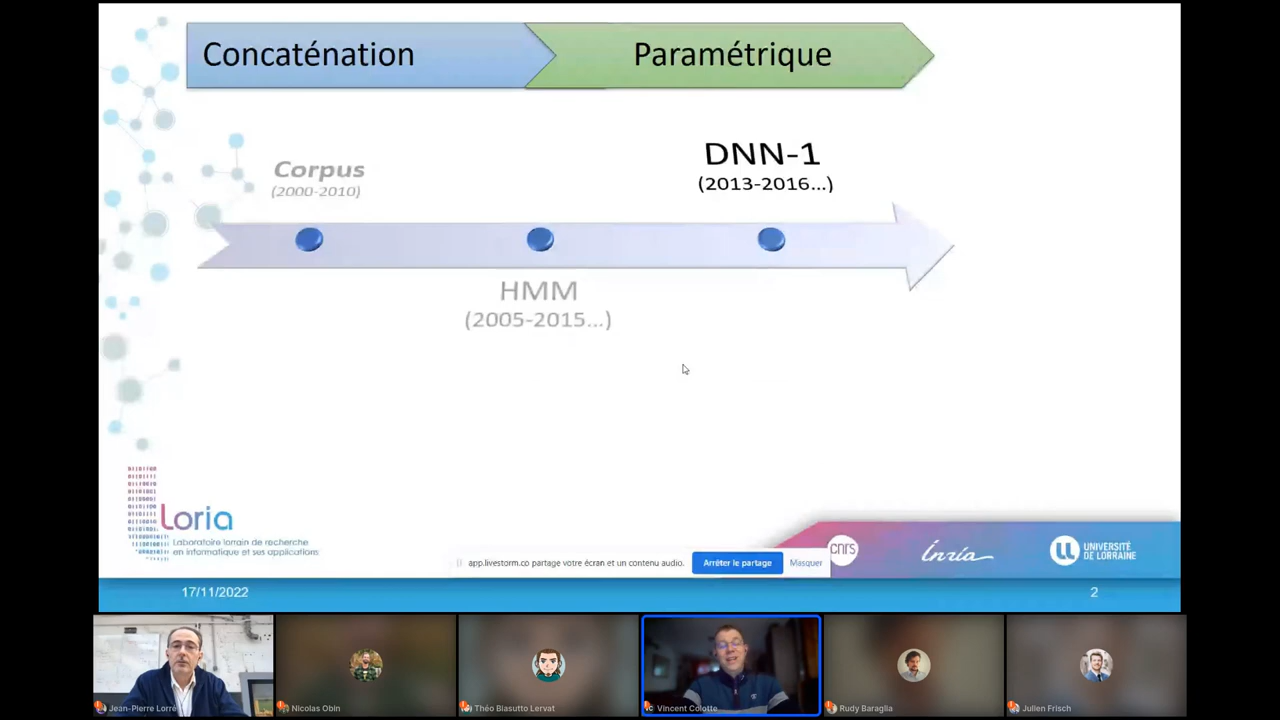 Concaténation
Paramétrique
Corpus
(2000-2010)
DNN-1
(2013-2016...)
HMM
(2005-2015...)
Loria
Laboratoire lorrain de recherche
en informatique et ses applications
cnrs
Inria
UNIVERSITÉ
DE LORRAINE
app.livestorm.co partage votre écran et un contenu audio.
Arrêter le partage
Masquer
17/11/2022
2
Jean-Pierre Lorré
Nicolas Obin
Théo Biasutto Lervat
VC Vincent Colotte
Rudy Baraglia
Julien Frisch